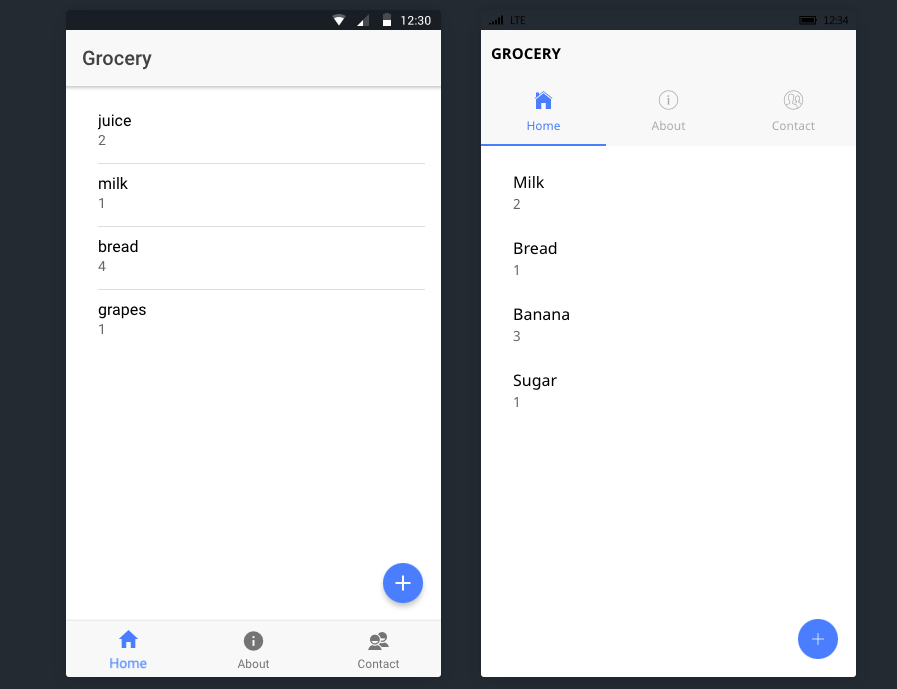 12:30
Grocery
juice
2
milk
1
bread
4
grapes
1
Home About Contact
LTE 12:34
GROCERY
Home About Contact
Milk
2
Bread
1
Banana
3
Sugar
1